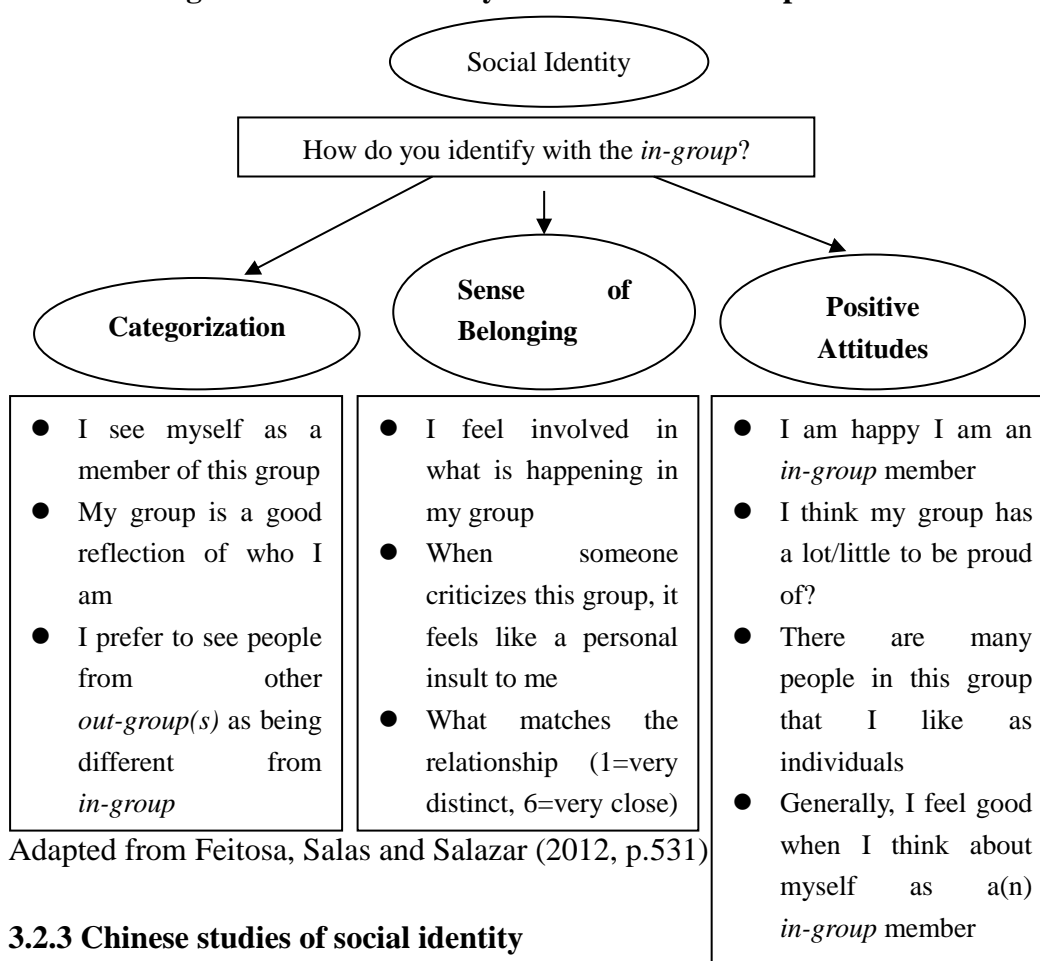 Social Identity
How do you identify with the in-group?
Categorization
Sense of
Belonging
Positive
Attitudes
● I see myself as a
member of this group
● My group is a good
reflection of who I
am
● I prefer to see people
from other
out-group(s) as being
different from
in-group
● I feel involved in
what is happening in
my group
● When someone
criticizes this group, it
feels like a personal
insult to me
● What matches the
relationship (1=very
distinct, 6=very close)
● I am happy I am an
in-group member
● I think my group has
a lot/little to be proud
of?
● There are many
people in this group
that I like as
individuals
● Generally, I feel good
when I think about
myself as a(n)
in-group member
Adapted from Feitosa, Salas and Salazar (2012, p.531)
3.2.3 Chinese studies of social identity